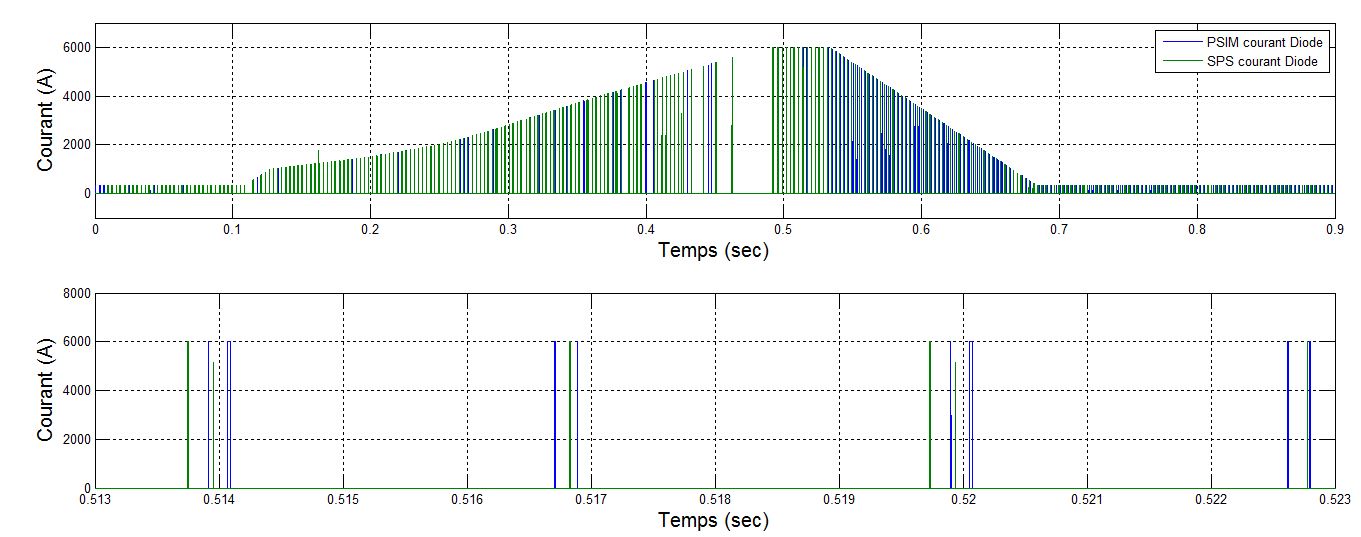 6000
4000
2000
0
Courant (A)
PSIM courant Diode
SPS courant Diode
0 0.1 0.2 0.3 0.4 0.5 0.6 0.7 0.8 0.9
Temps (sec)
8000
6000
4000
2000
0
Courant (A)
0.513 0.514 0.515 0.516 0.517 0.518 0.519 0.52 0.521 0.522 0.523
Temps (sec)